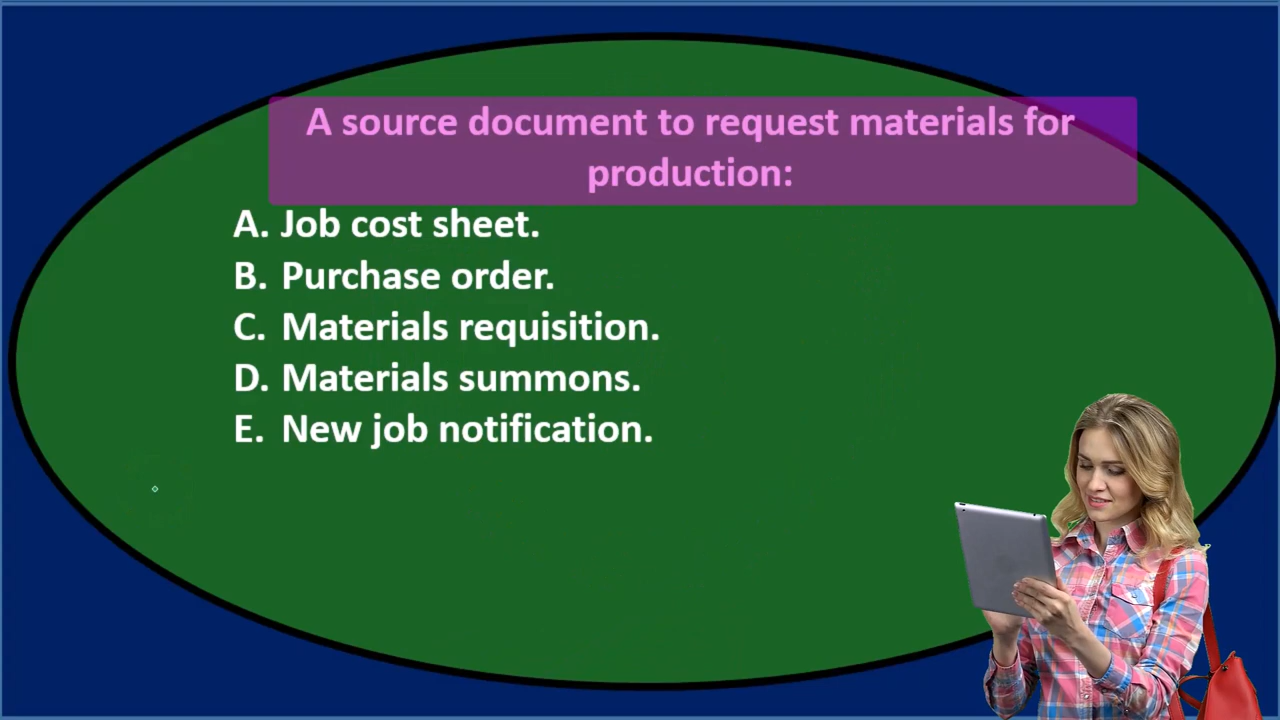 A source document to request materials for
production:
A. Job cost sheet.
B. Purchase order.
C. Materials requisition.
D. Materials summons.
E. New job notification.